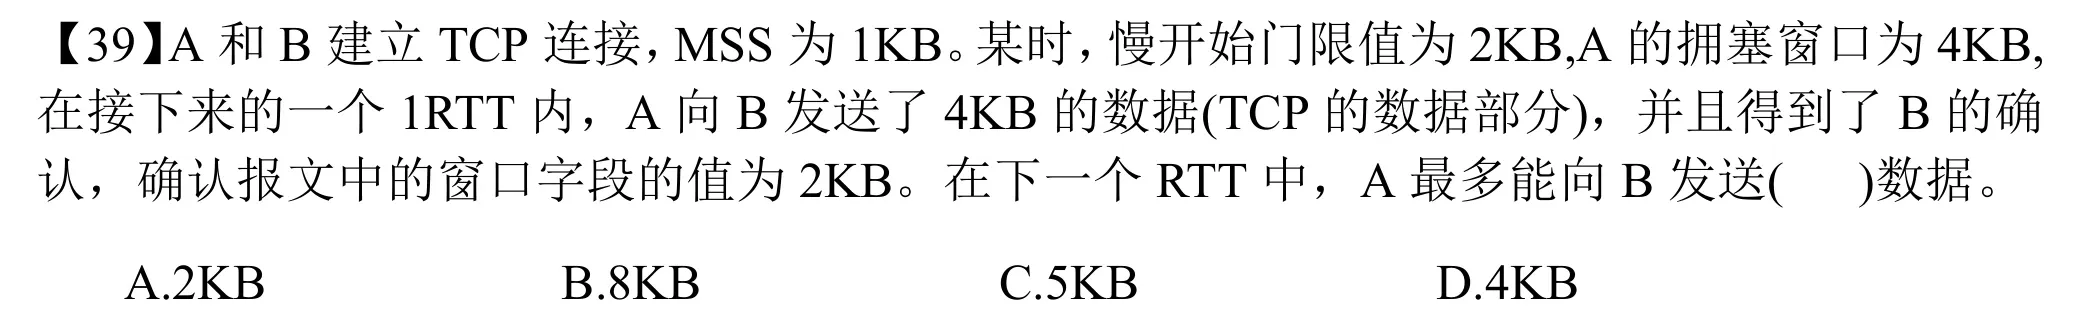 【39】A 和 B 建立 TCP 连接，MSS 为 1KB。某时，慢开始门限值为 2KB,A 的拥塞窗口为 4KB,
在接下来的一个 1RTT 内，A 向 B 发送了 4KB 的数据(TCP 的数据部分)，并且得到了 B 的确
认，确认报文中的窗口字段的值为 2KB。在下一个 RTT 中，A 最多能向 B 发送(    )数据。
A.2KB B.8KB C.5KB D.4KB